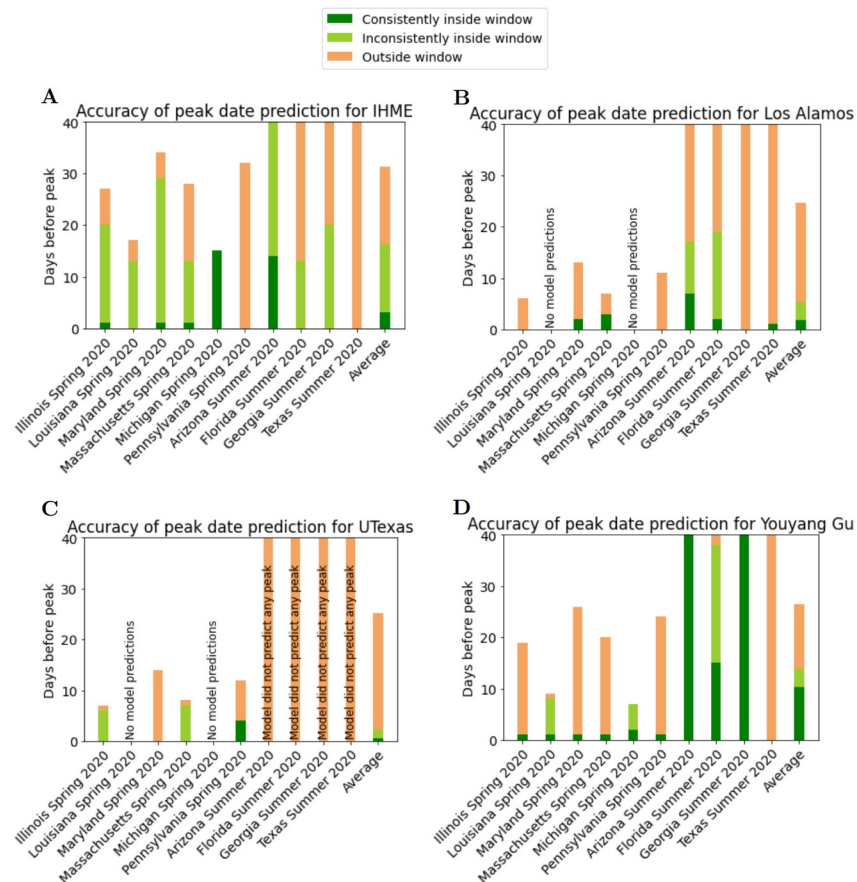 Consistently inside window
Inconsistently inside window
Outside window
A
Accuracy of peak date prediction for IHME
Days before peak
40
30
20
10
0
Illinois Spring 2020
Louisiana Spring 2020
Maryland Spring 2020
Massachusetts Spring 2020
Michigan Spring 2020
Pennsylvania Spring 2020
Arizona Summer 2020
Florida Summer 2020
Georgia Summer 2020
Texas Summer 2020
Average
B
Accuracy of peak date prediction for Los Alamos
Days before peak
40
30
20
10
0
No model predictions
No model predictions
Illinois Spring 2020
Louisiana Spring 2020
Maryland Spring 2020
Massachusetts Spring 2020
Michigan Spring 2020
Pennsylvania Spring 2020
Arizona Summer 2020
Florida Summer 2020
Georgia Summer 2020
Texas Summer 2020
Average
C
Accuracy of peak date prediction for UTexas
Days before peak
40
30
20
10
0
No model predictions
No model predictions
Model did not predict any peak
Model did not predict any peak
Model did not predict any peak
Model did not predict any peak
Illinois Spring 2020
Louisiana Spring 2020
Maryland Spring 2020
Massachusetts Spring 2020
Michigan Spring 2020
Pennsylvania Spring 2020
Arizona Summer 2020
Florida Summer 2020
Georgia Summer 2020
Texas Summer 2020
Average
D
Accuracy of peak date prediction for Youyang Gu
Days before peak
40
30
20
10
0
Illinois Spring 2020
Louisiana Spring 2020
Maryland Spring 2020
Massachusetts Spring 2020
Michigan Spring 2020
Pennsylvania Spring 2020
Arizona Summer 2020
Florida Summer 2020
Georgia Summer 2020
Texas Summer 2020
Average